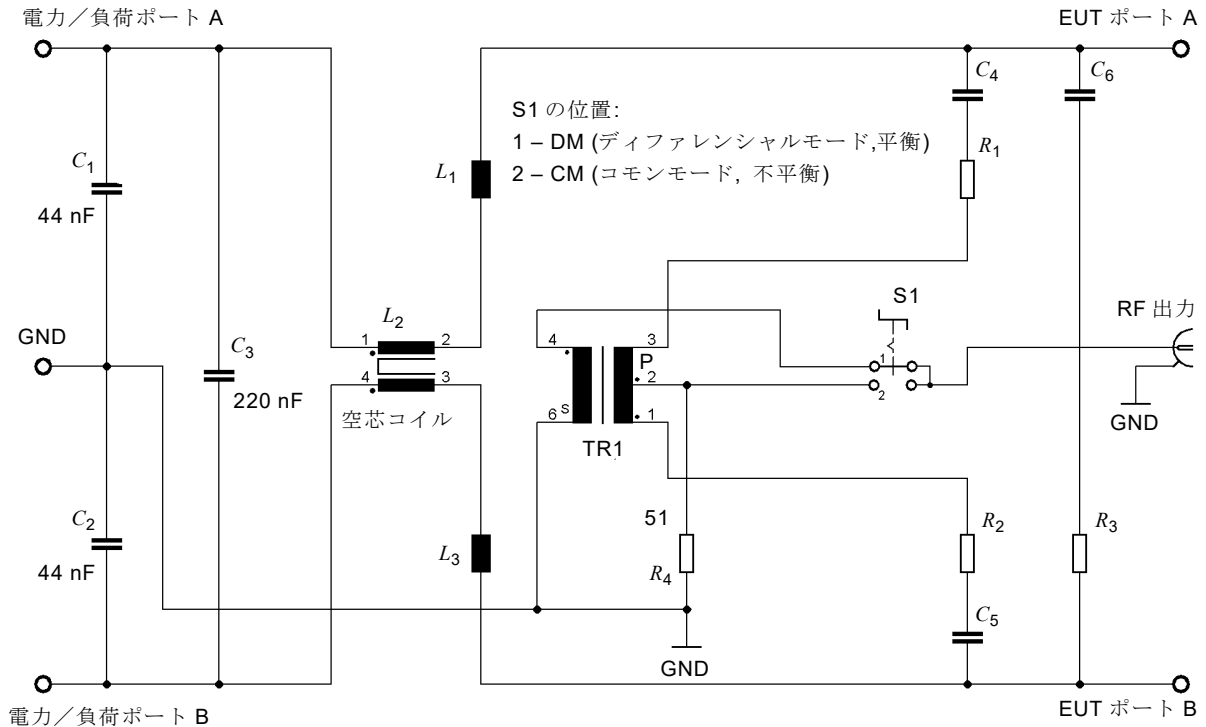 電力／負荷ポート A
EUT ポート A
C4
C6
S1 の位置:
1 – DM (ディファレンシャルモード,平衡)
2 – CM (コモンモード, 不平衡)
C1
44 nF
L1
R1
S1
RF 出力
GND
L2
C3
220 nF
1
2
4
3
空芯コイル
4
3
P
2
6
S
1
TR1
1
2
GND
C2
44 nF
L3
51
R4
R2
R3
C5
GND
電力／負荷ポート B
EUT ポート B